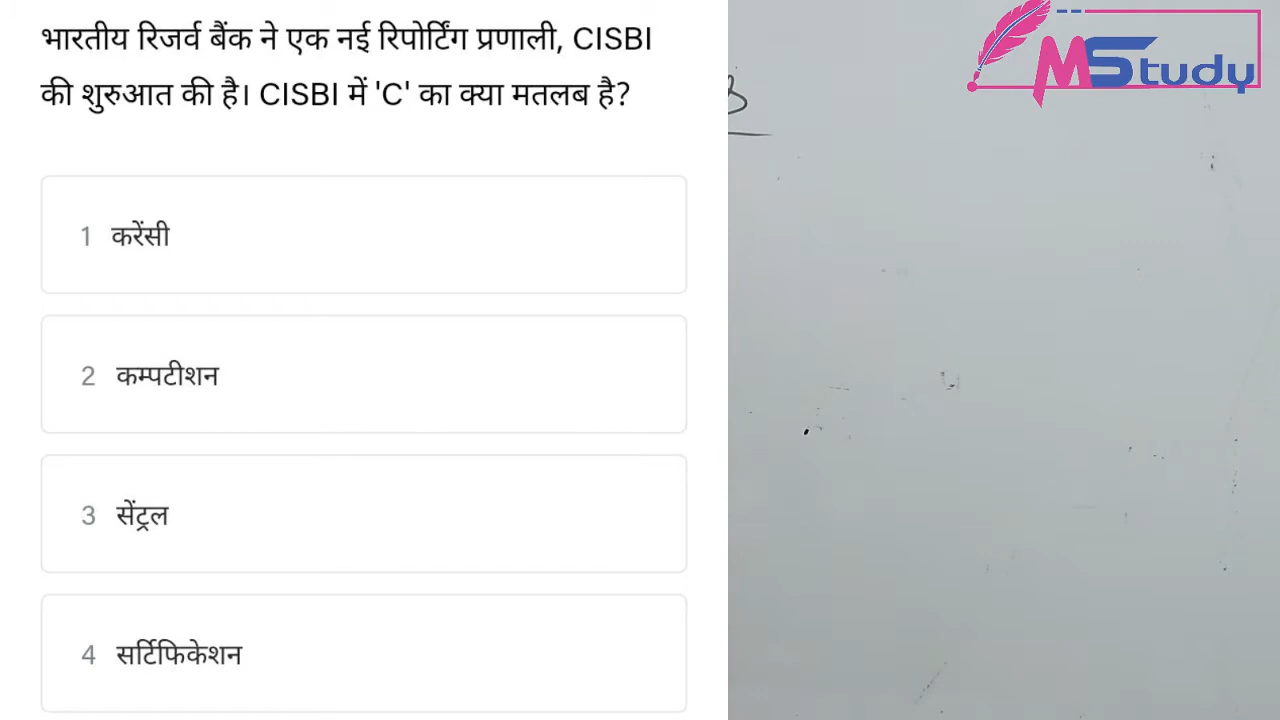 भारतीय रिजर्व बैंक ने एक नई रिपोर्टिंग प्रणाली, CISBI
की शुरुआत की है। CISBI में 'C' का क्या मतलब है?
1 करेंसी
2 कम्पटीशन
3 सेंट्रल
4 सर्टिफिकेशन
MStudy